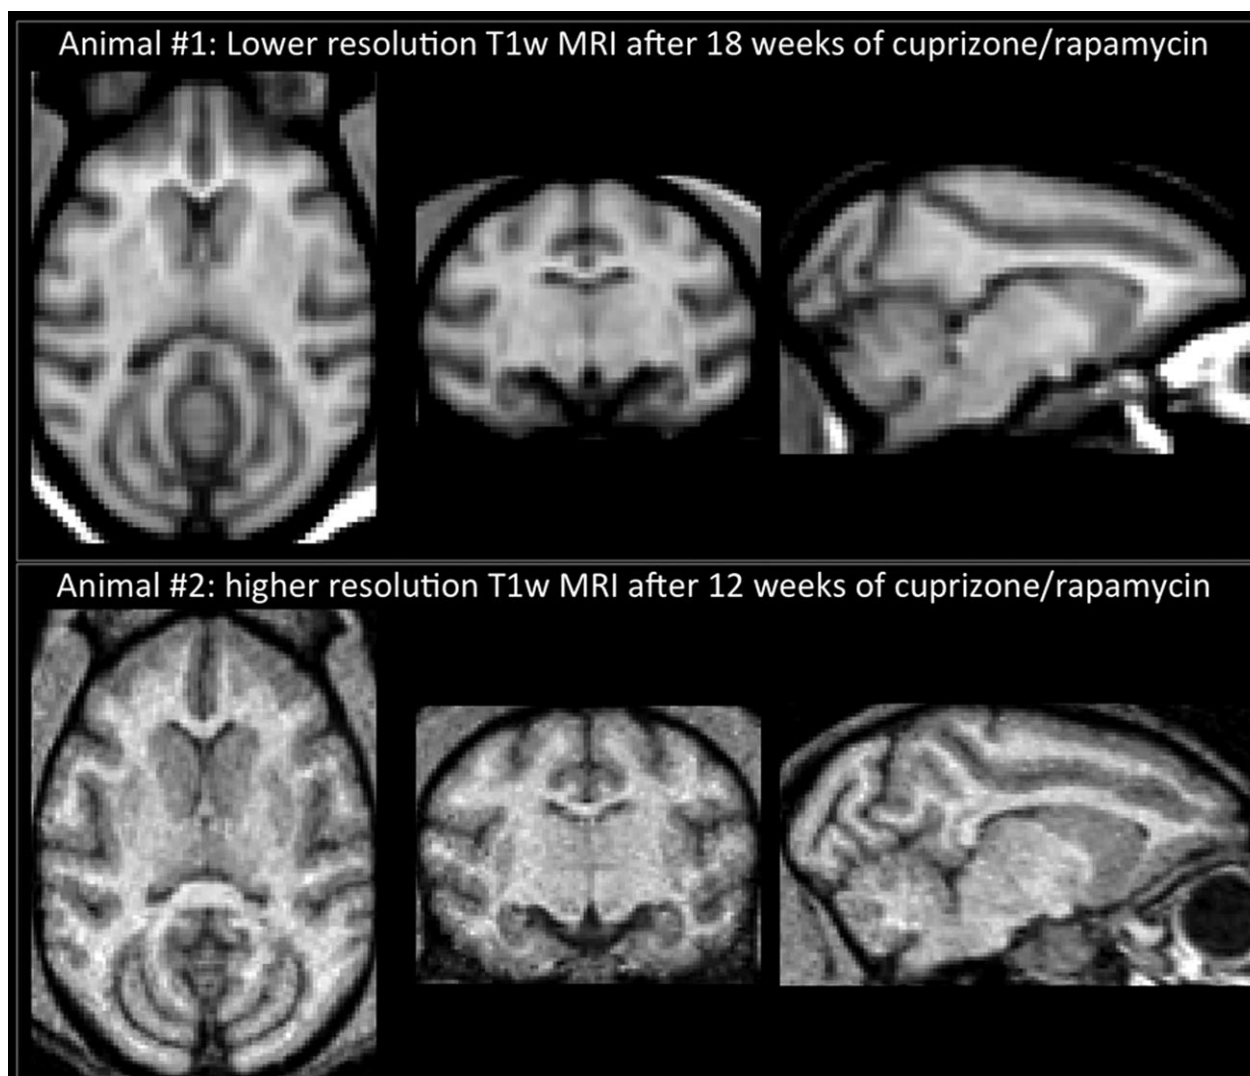 Animal #1: Lower resolution T1w MRI after 18 weeks of cuprizone/rapamycin
Animal #2: higher resolution T1w MRI after 12 weeks of cuprizone/rapamycin